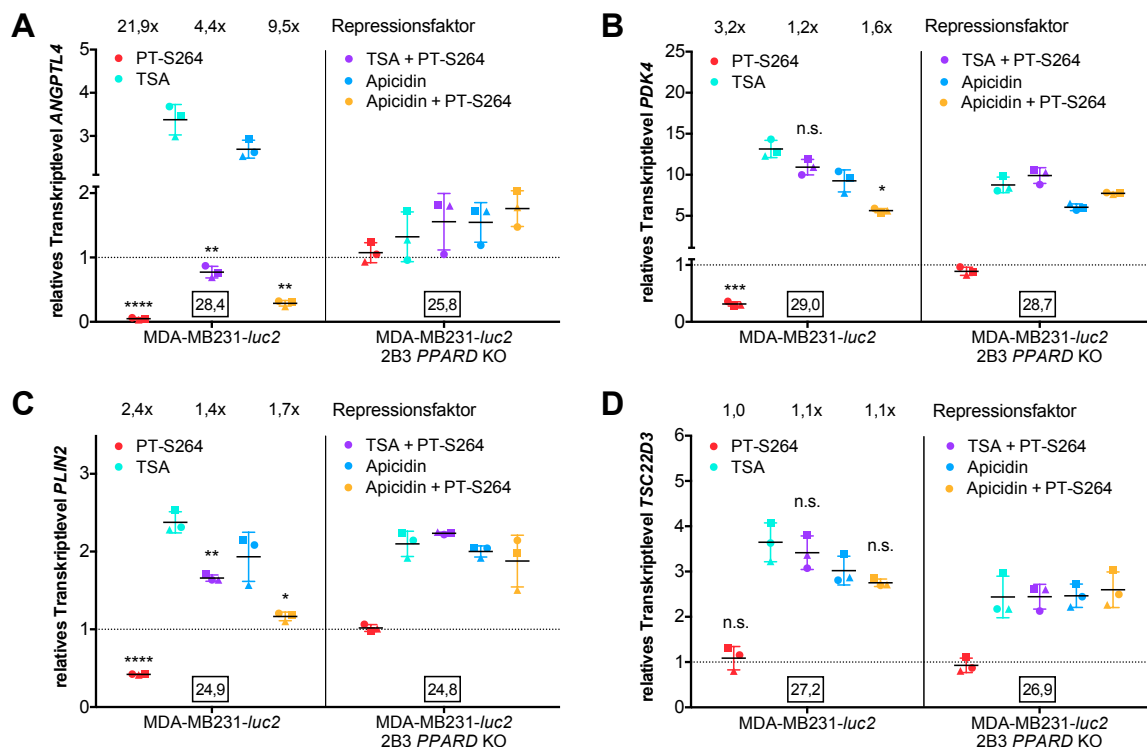 A
21,9x 4,4x 9,5x Repressionsfaktor
relatives Transkriptlevel ANGPTL4
5
4
3
2
1
0
PT-S264
TSA
TSA + PT-S264
Apicidin
Apicidin + PT-S264
****
**
**
28,4
25,8
MDA-MB231-luc2
MDA-MB231-luc2
2B3 PPARD KO
B
3,2x 1,2x 1,6x Repressionsfaktor
relatives Transkriptlevel PDK4
25
20
15
10
5
1
0
PT-S264
TSA
TSA + PT-S264
Apicidin
Apicidin + PT-S264
***
n.s.
*
29,0
28,7
MDA-MB231-luc2
MDA-MB231-luc2
2B3 PPARD KO
C
2,4x 1,4x 1,7x Repressionsfaktor
relatives Transkriptlevel PLIN2
3
2
1
0
PT-S264
TSA
TSA + PT-S264
Apicidin
Apicidin + PT-S264
****
**
*
24,9
24,8
MDA-MB231-luc2
MDA-MB231-luc2
2B3 PPARD KO
D
1,0 1,1x 1,1x Repressionsfaktor
relatives Transkriptlevel TSC22D3
6
5
4
3
2
1
0
PT-S264
TSA
TSA + PT-S264
Apicidin
Apicidin + PT-S264
n.s.
n.s.
n.s.
27,2
26,9
MDA-MB231-luc2
MDA-MB231-luc2
2B3 PPARD KO